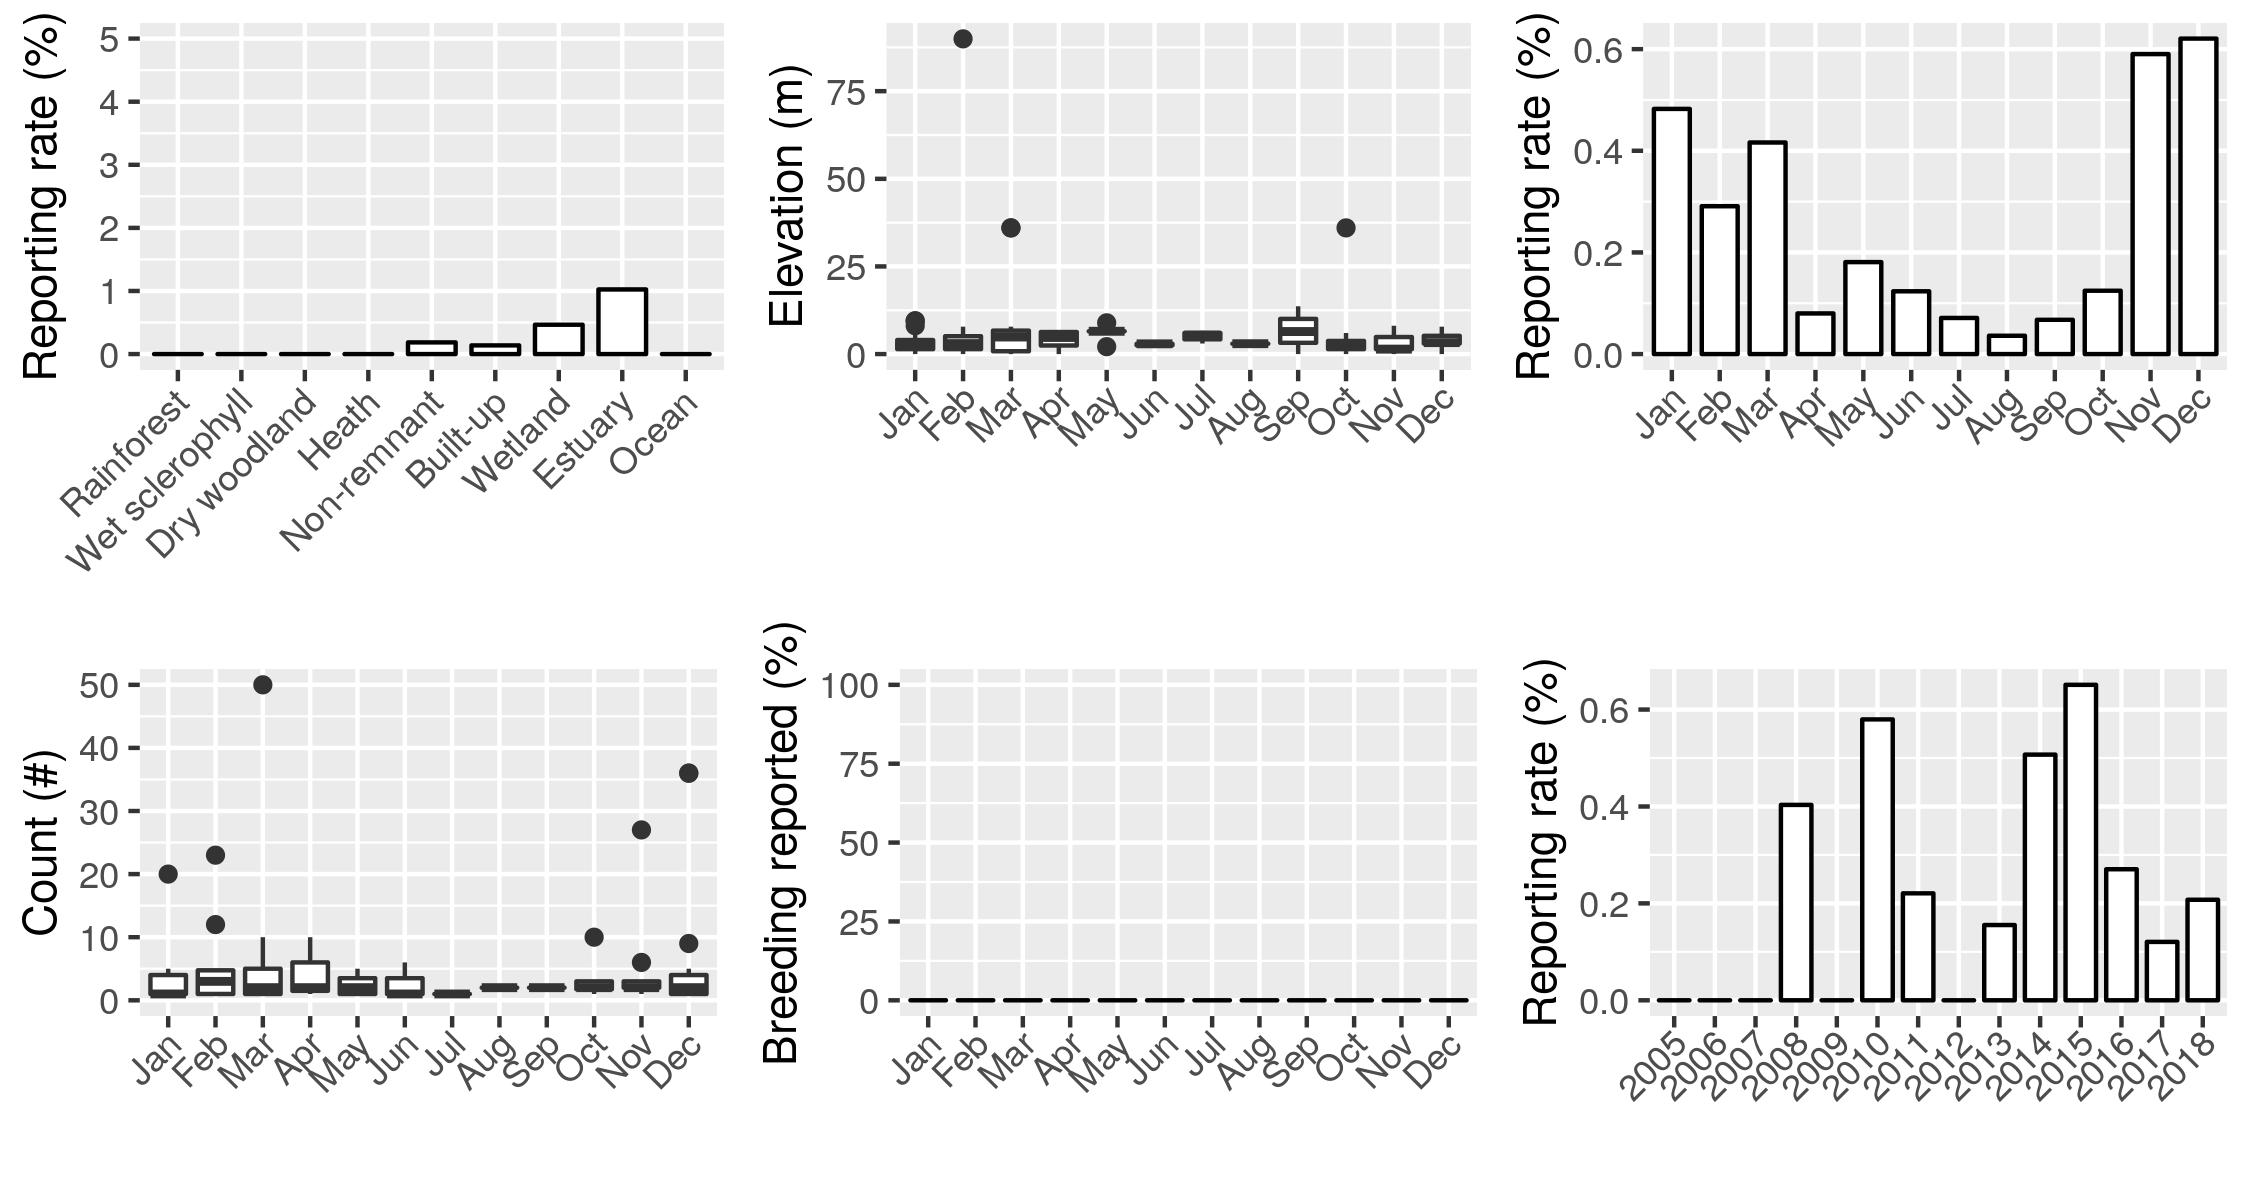 Reporting rate (%)
5
4
3
2
1
0
Rainforest
Wet sclerophyll
Dry woodland
Heath
Non-remnant
Built-up
Wetland
Estuary
Ocean
Elevation (m)
75
50
25
0
Jan
Feb
Mar
Apr
May
Jun
Jul
Aug
Sep
Oct
Nov
Dec
Reporting rate (%)
0.6
0.4
0.2
0.0
Jan
Feb
Mar
Apr
May
Jun
Jul
Aug
Sep
Oct
Nov
Dec
Count (#)
50
40
30
20
10
0
Jan
Feb
Mar
Apr
May
Jun
Jul
Aug
Sep
Oct
Nov
Dec
Breeding reported (%)
100
75
50
25
0
Jan
Feb
Mar
Apr
May
Jun
Jul
Aug
Sep
Oct
Nov
Dec
Reporting rate (%)
0.6
0.4
0.2
0.0
2005
2006
2007
2008
2009
2010
2011
2012
2013
2014
2015
2016
2017
2018